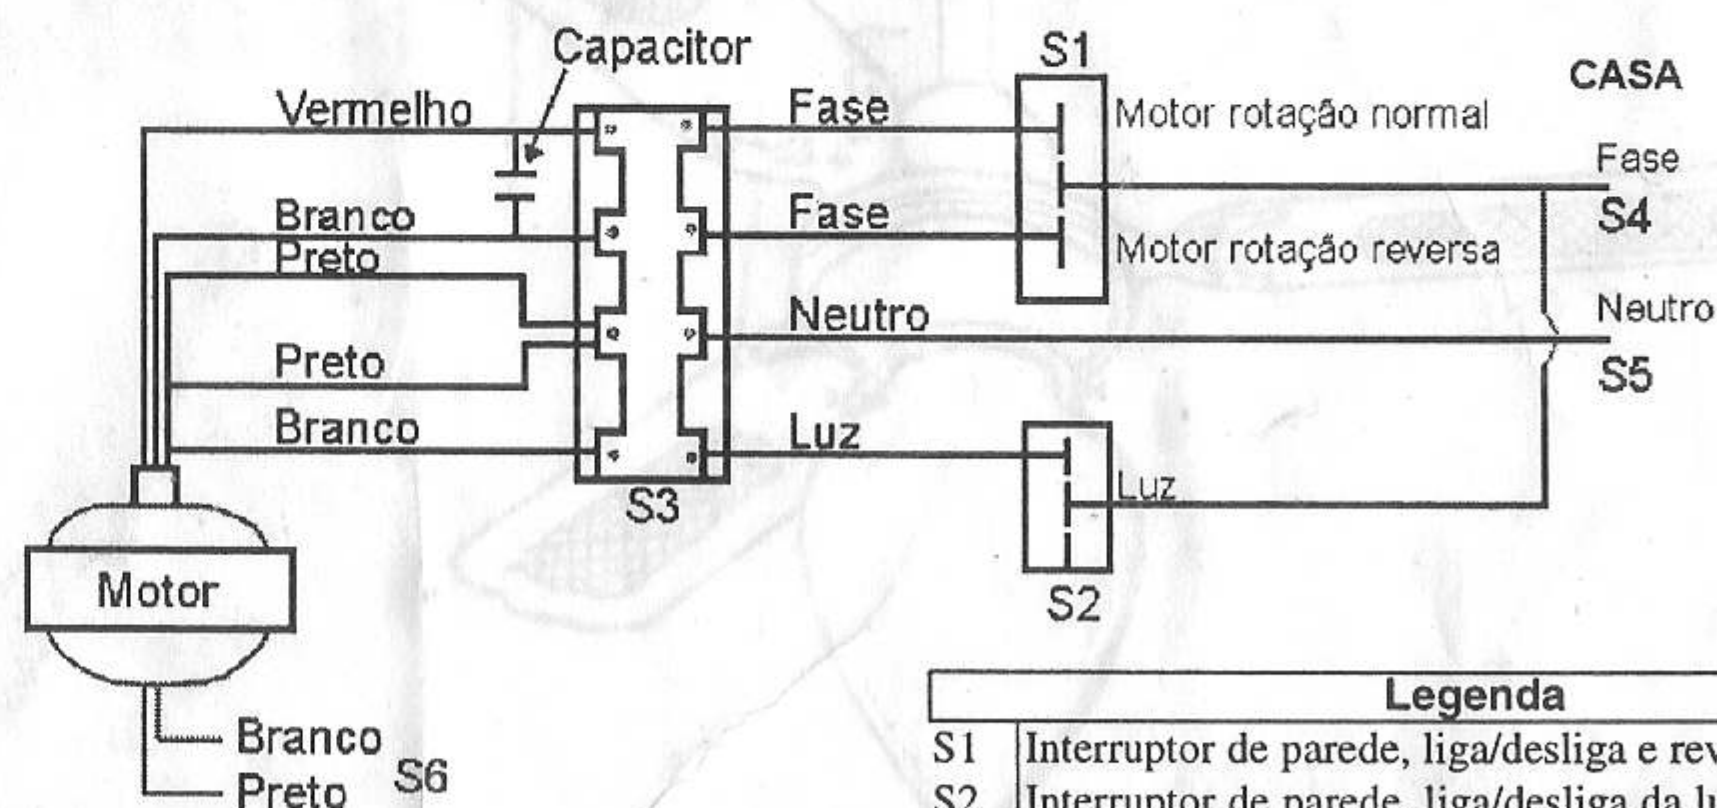 Capacitor
S1
CASA
Vermelho
Fase
Motor rotação normal
Fase
S4
Branco
Fase
Motor rotação reversa
Preto
Neutro
Neutro
Preto
S5
Branco
Luz
Luz
S3
S2
Motor
Legenda
Branco
S6
Preto
S1 Interruptor de parede, liga/desliga e
S2 Interruptor de parede, liga/desliga da